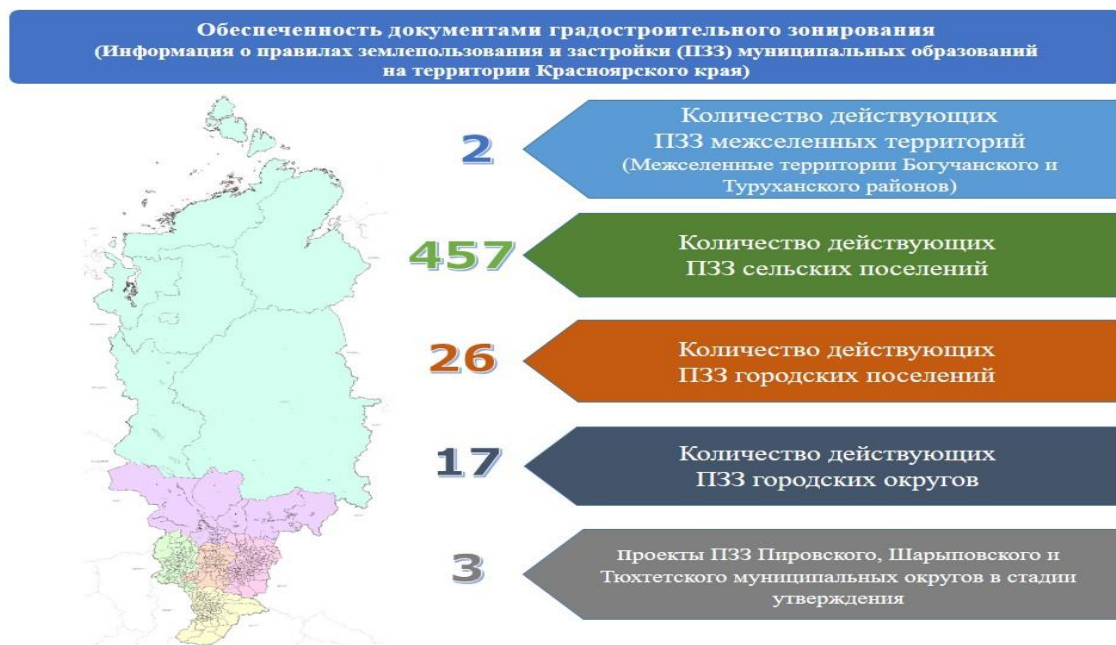 Обеспеченность документами градостроительного зонирования
(Информация о правилах землепользования и застройки (ПЗЗ) муниципальных образований
на территории Красноярского края)
2
Количество действующих
ПЗЗ межселенных территорий
(Межселенные территории Богучанского и
Туруханского районов)
457
Количество действующих
ПЗЗ сельских поселений
26
Количество действующих
ПЗЗ городских поселений
17
Количество действующих
ПЗЗ городских округов
3
Проекты ПЗЗ Пировского, Шарыповского и
Тюхтетского муниципальных округов в стадии
утверждения